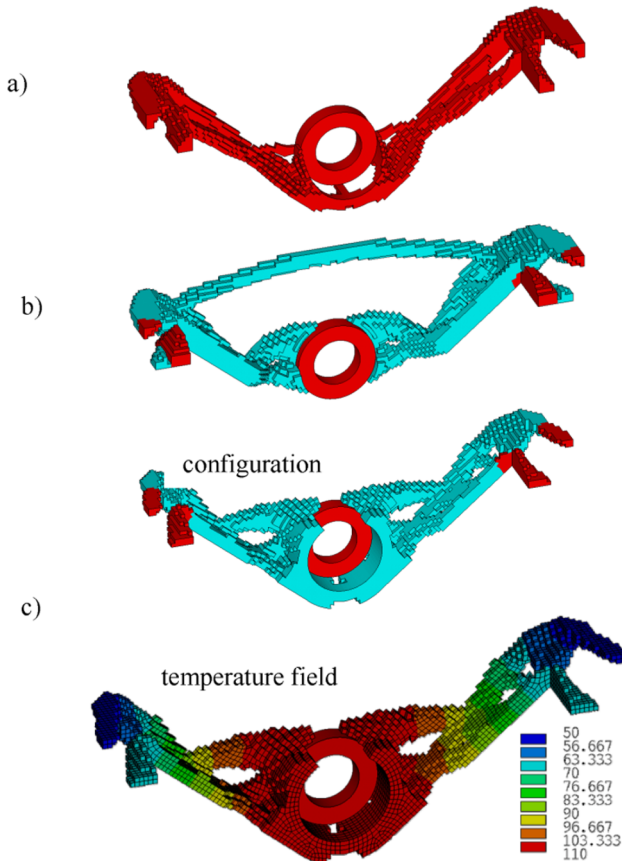 a)
b)
configuration
c)
temperature field
50
56.667
63.333
70
76.667
83.333
90
96.667
103.333
110